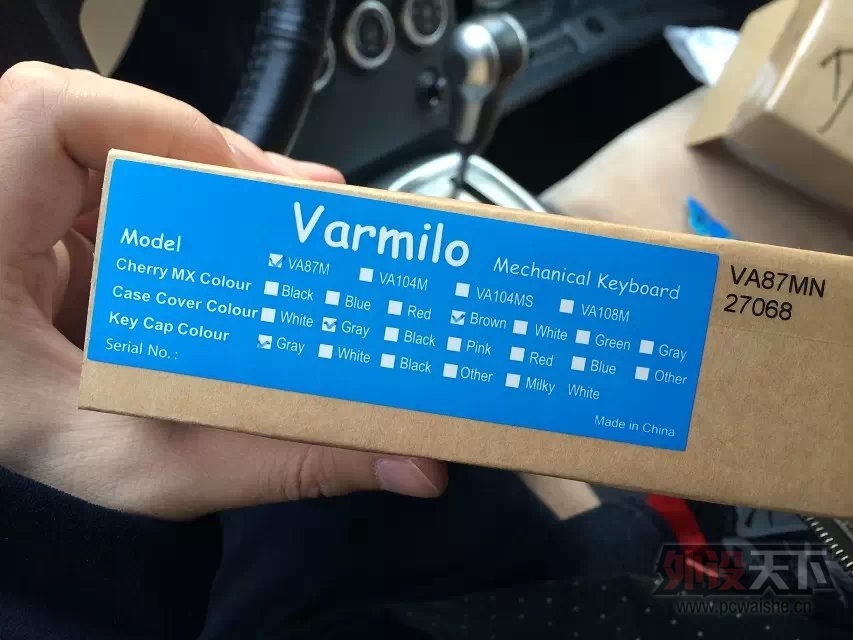 Varmilo Mechanical Keyboard
Model ☑ VA87M ☐ VA104M ☐ VA104MS ☐ VA108M
Cherry MX Colour ☐ Black ☐ Blue ☐ Red ☑ Brown ☐ White ☐ Green ☐ Gray
Case Cover Colour ☐ White ☑ Gray ☐ Black ☐ Pink ☐ Red ☐ Blue ☐ Other
Key Cap Colour ☑ Gray ☐ White ☐ Black ☐ Other ☐ Milky White
Serial No. :
Made in China
VA87MN
27068
外设天下
www.pcwaishe.cn